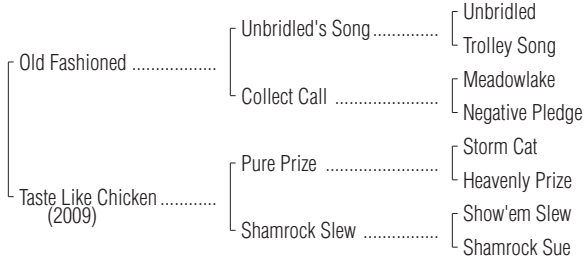 Unbridled
Unbridled's Song..............
Trolley Song
Old Fashioned ..................
Meadowlake
Collect Call ......................
Negative Pledge
Storm Cat
Pure Prize ........................
Heavenly Prize
Taste Like Chicken ............
(2009)
Show'em Slew
Shamrock Slew ................
Shamrock Sue